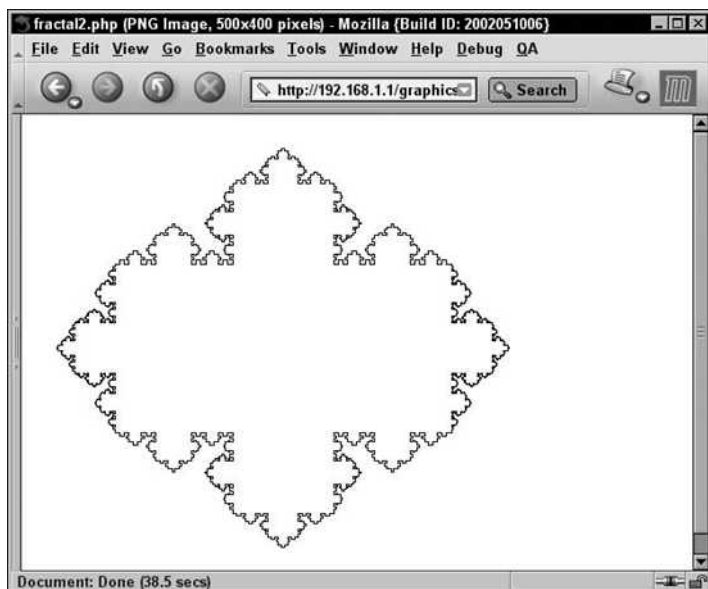 fractal2.php (PNG Image, 500x400 pixels) - Mozilla {Build ID: 2002051006}
File Edit View Go Bookmarks Tools Window Help Debug QA
http://192.168.1.1/graphics Search
Document: Done (38.5 secs)